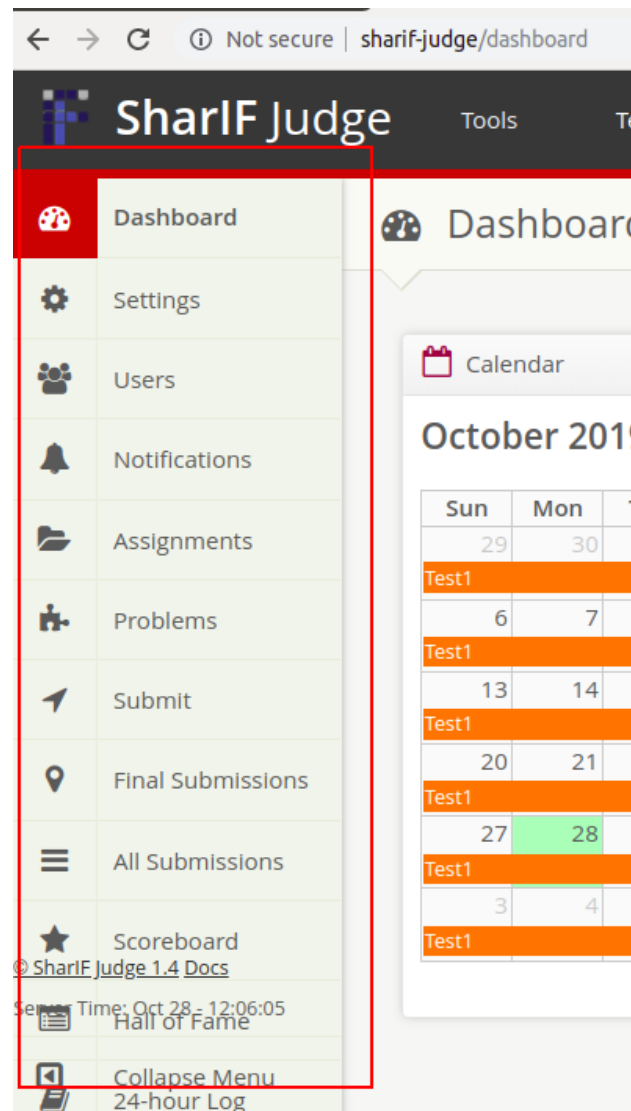 Not secure | sharif-judge/dashboard
SharIF Judge Tools
Dashboard
Settings
Users
Notifications
Assignments
Problems
Submit
Final Submissions
All Submissions
Scoreboard
© SharIF Judge 1.4 Docs
Server Time: Oct 28 - 12:06:05
Hall of Fame
Collapse Menu
24-hour Log
Calendar
October
Sun Mon
29 30
Test1
6 7
Test1
13 14
Test1
20 21
Test1
27 28
Test1
3 4
Test1